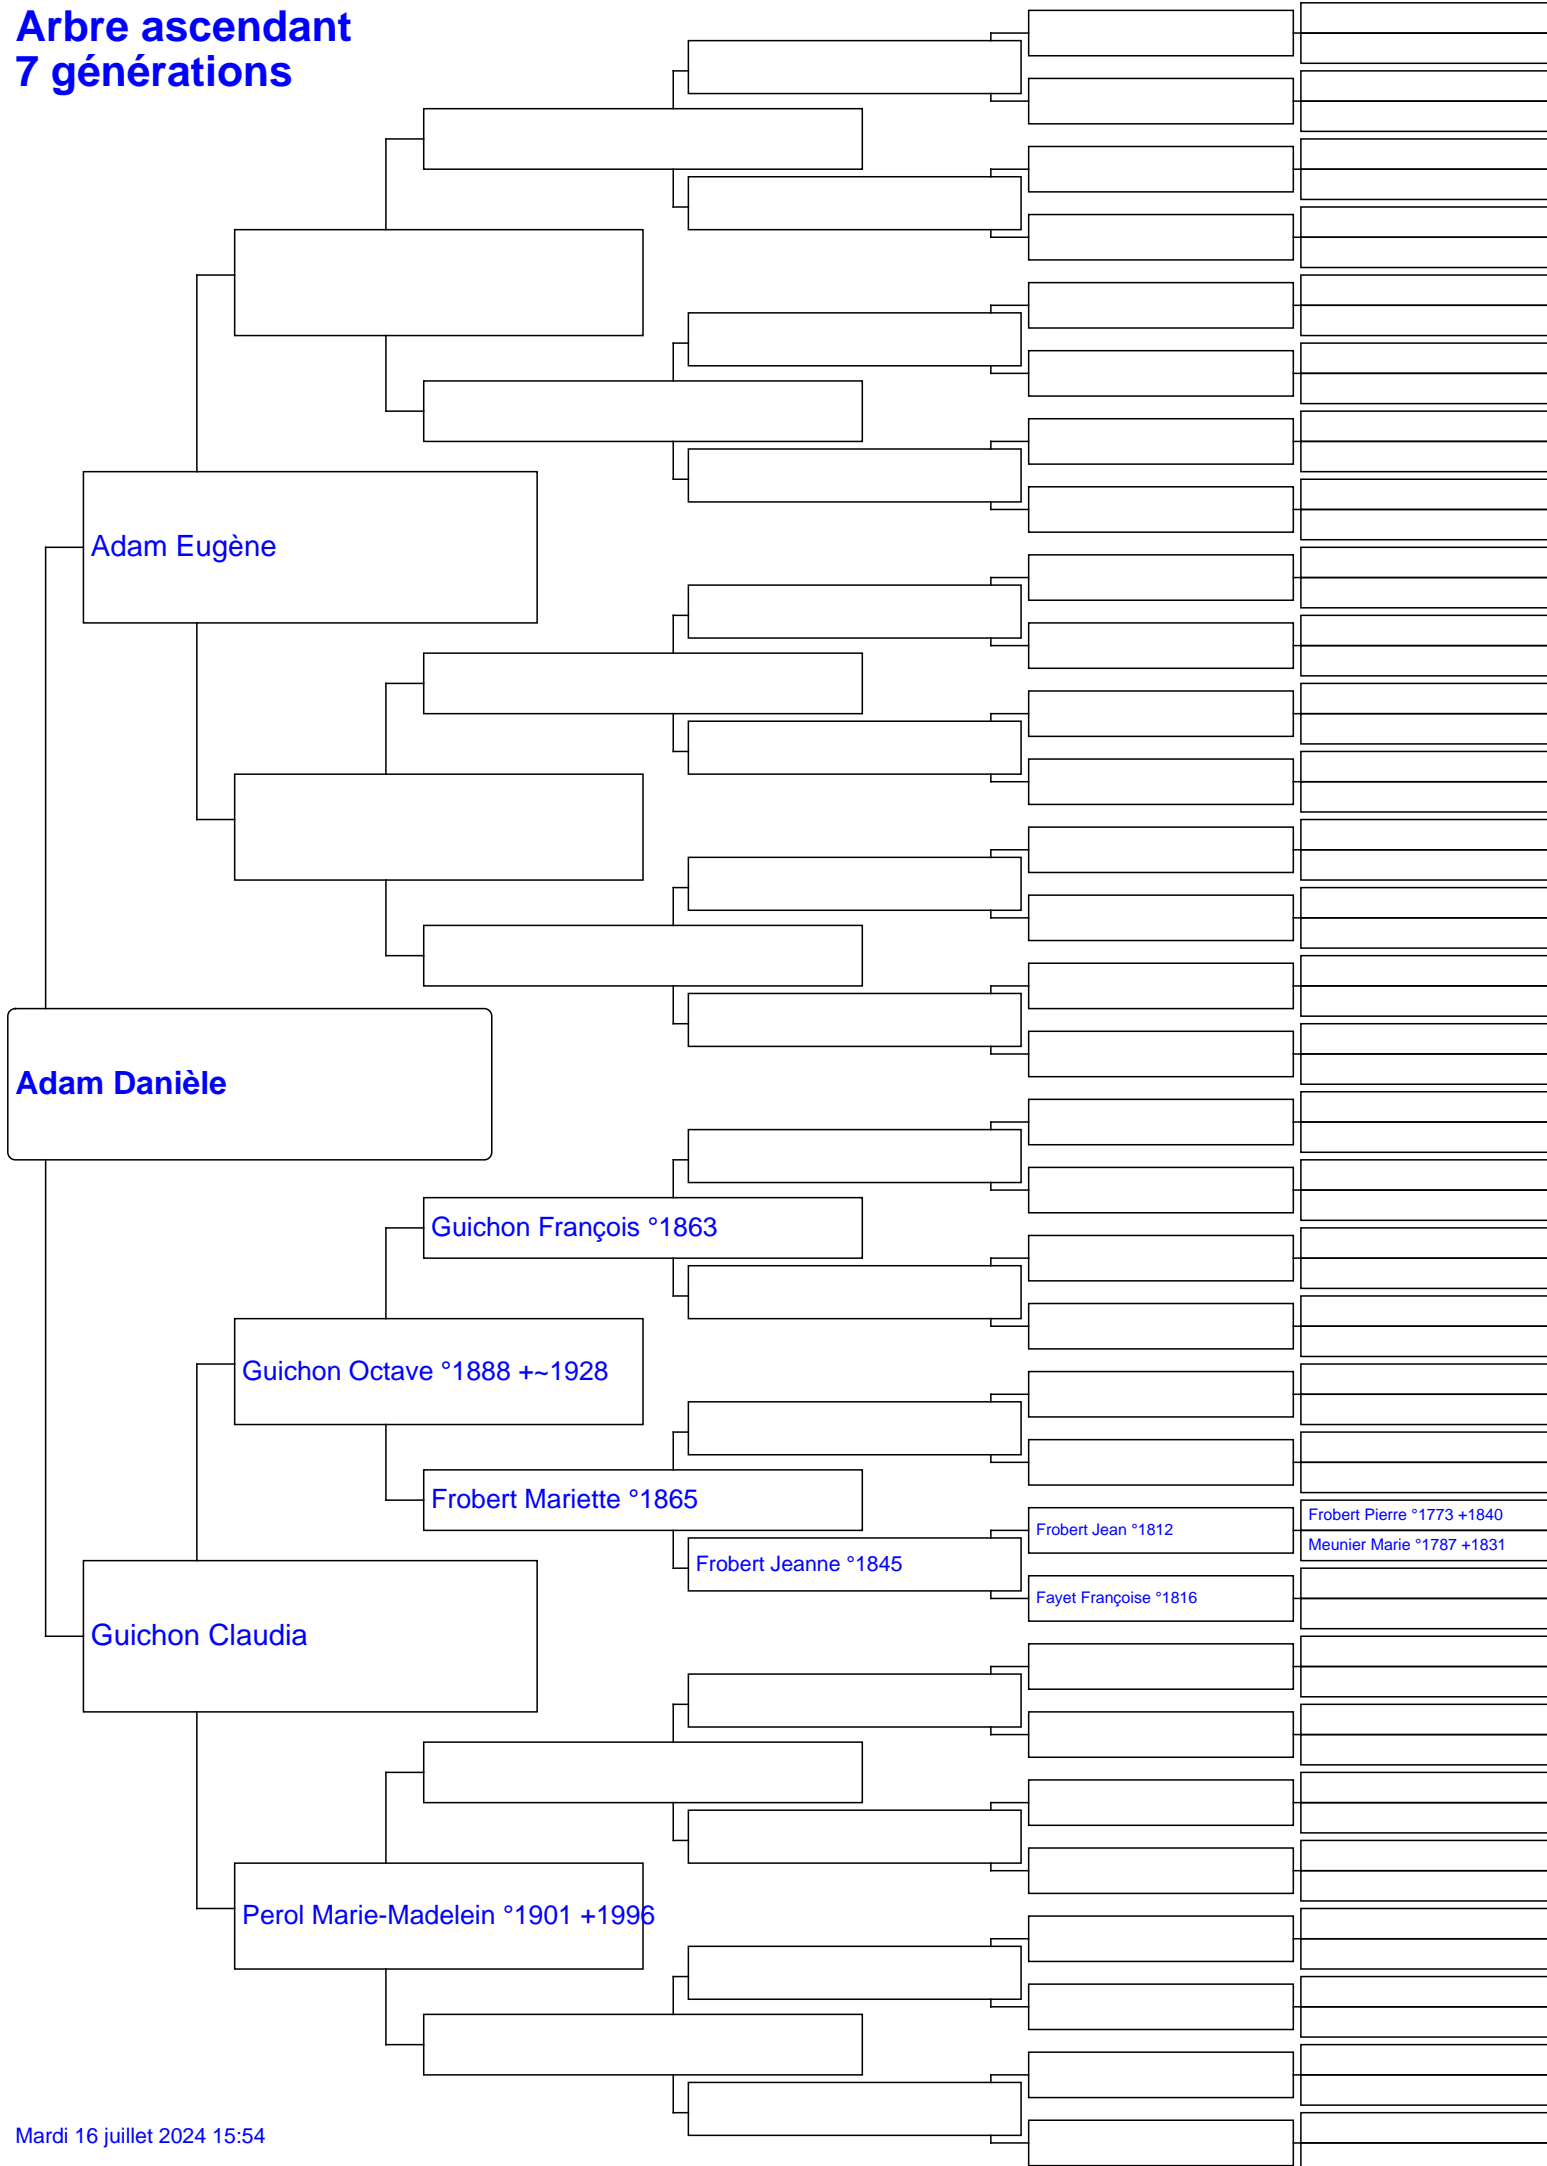 Arbre ascendant
7 générations
Adam Eugène
Adam Danièle
Guichon François °1863
Guichon Octave °1888 +~1928
Frobert Mariette °1865
Frobert Pierre °1773 +1840
Frobert Jean °1812
Meunier Marie °1787 +1831
Frobert Jeanne °1845
Fayet Françoise °1816
Guichon Claudia
Perol Marie-Madelein °1901 +1996
Mardi 16 juillet 2024 15:54